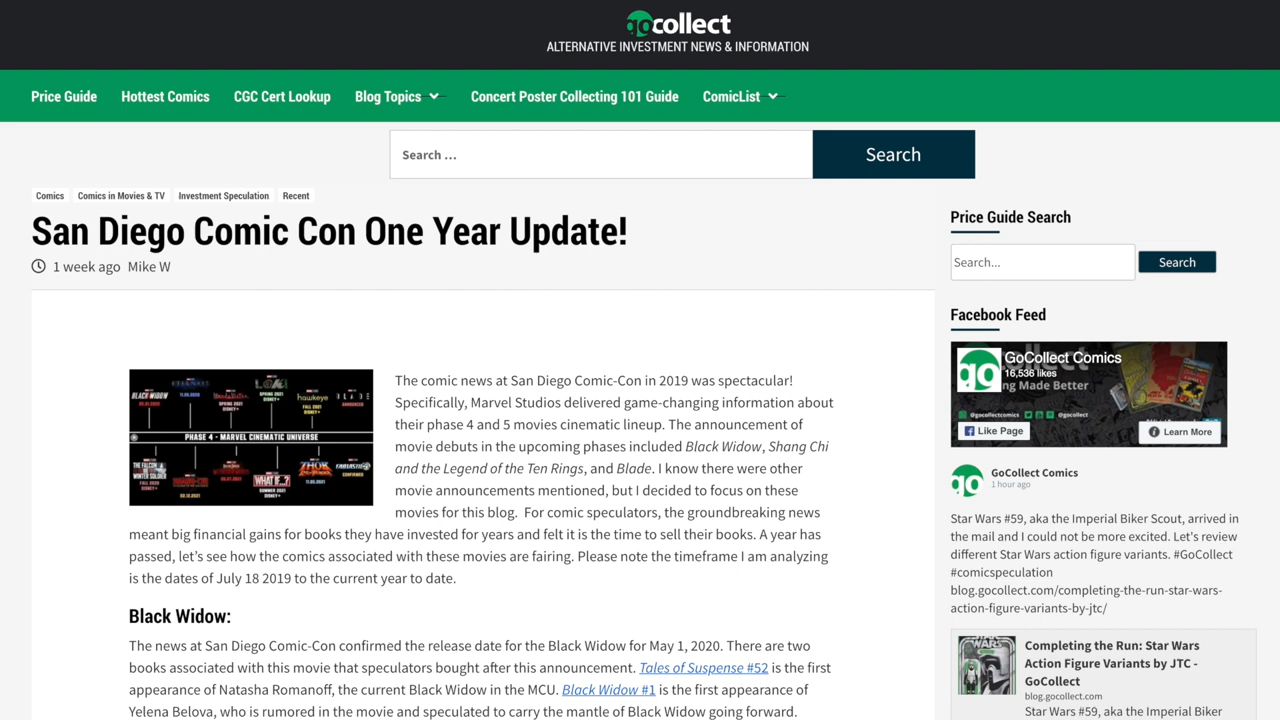 gocollect
ALTERNATIVE INVESTMENT NEWS & INFORMATION
Price Guide
Hottest Comics
CGC Cert Lookup
Blog Topics
Concert Poster Collecting 101 Guide
ComicList
Search …
Search
Comics
Comics in Movies & TV
Investment Speculation
Recent
San Diego Comic Con One Year Update!
1 week ago Mike W
BLACK WIDOW
hawkeye
PHASE 4 - MARVEL CINEMATIC UNIVERSE
WHAT IF...?
THOR
The comic news at San Diego Comic-Con in 2019 was spectacular!
Specifically, Marvel Studios delivered game-changing information about
their phase 4 and 5 movies cinematic lineup. The announcement of
movie debuts in the upcoming phases included Black Widow, Shang Chi
and the Legend of the Ten Rings, and Blade. I know there were other
movie announcements mentioned, but I decided to focus on these
movies for this blog. For comic speculators, the groundbreaking news
meant big financial gains for books they have invested for years and felt it is the time to sell their books. A year has
passed, let's see how the comics associated with these movies are fairing. Please note the timeframe I am analyzing
is the dates of July 18 2019 to the current year to date.
Black Widow:
The news at San Diego Comic-Con confirmed the release date for the Black Widow for May 1, 2020. There are two
books associated with this movie that speculators bought after this announcement. Tales of Suspense #52 is the first
appearance of Natasha Romanoff, the current Black Widow in the MCU. Black Widow #1 is the first appearance of
Yelena Belova, who is rumored in the movie and speculated to carry the mantle of Black Widow going forward.
Price Guide Search
Search...
Search
Facebook Feed
go
GoCollect Comics
16,536 likes
ng Made Better
@gocollectcomics
@gocollect
Like Page
Learn More
go
GoCollect Comics
1 hour ago
Star Wars #59, aka the Imperial Biker Scout, arrived in
the mail and I could not be more excited. Let's review
different Star Wars action figure variants. #GoCollect
#comicspeculation
blog.gocollect.com/completing-the-run-star-wars-
action-figure-variants-by-jtc/
Completing the Run: Star Wars
Action Figure Variants by JTC -
GoCollect
blog.gocollect.com
Star Wars #59, aka the Imperial Biker